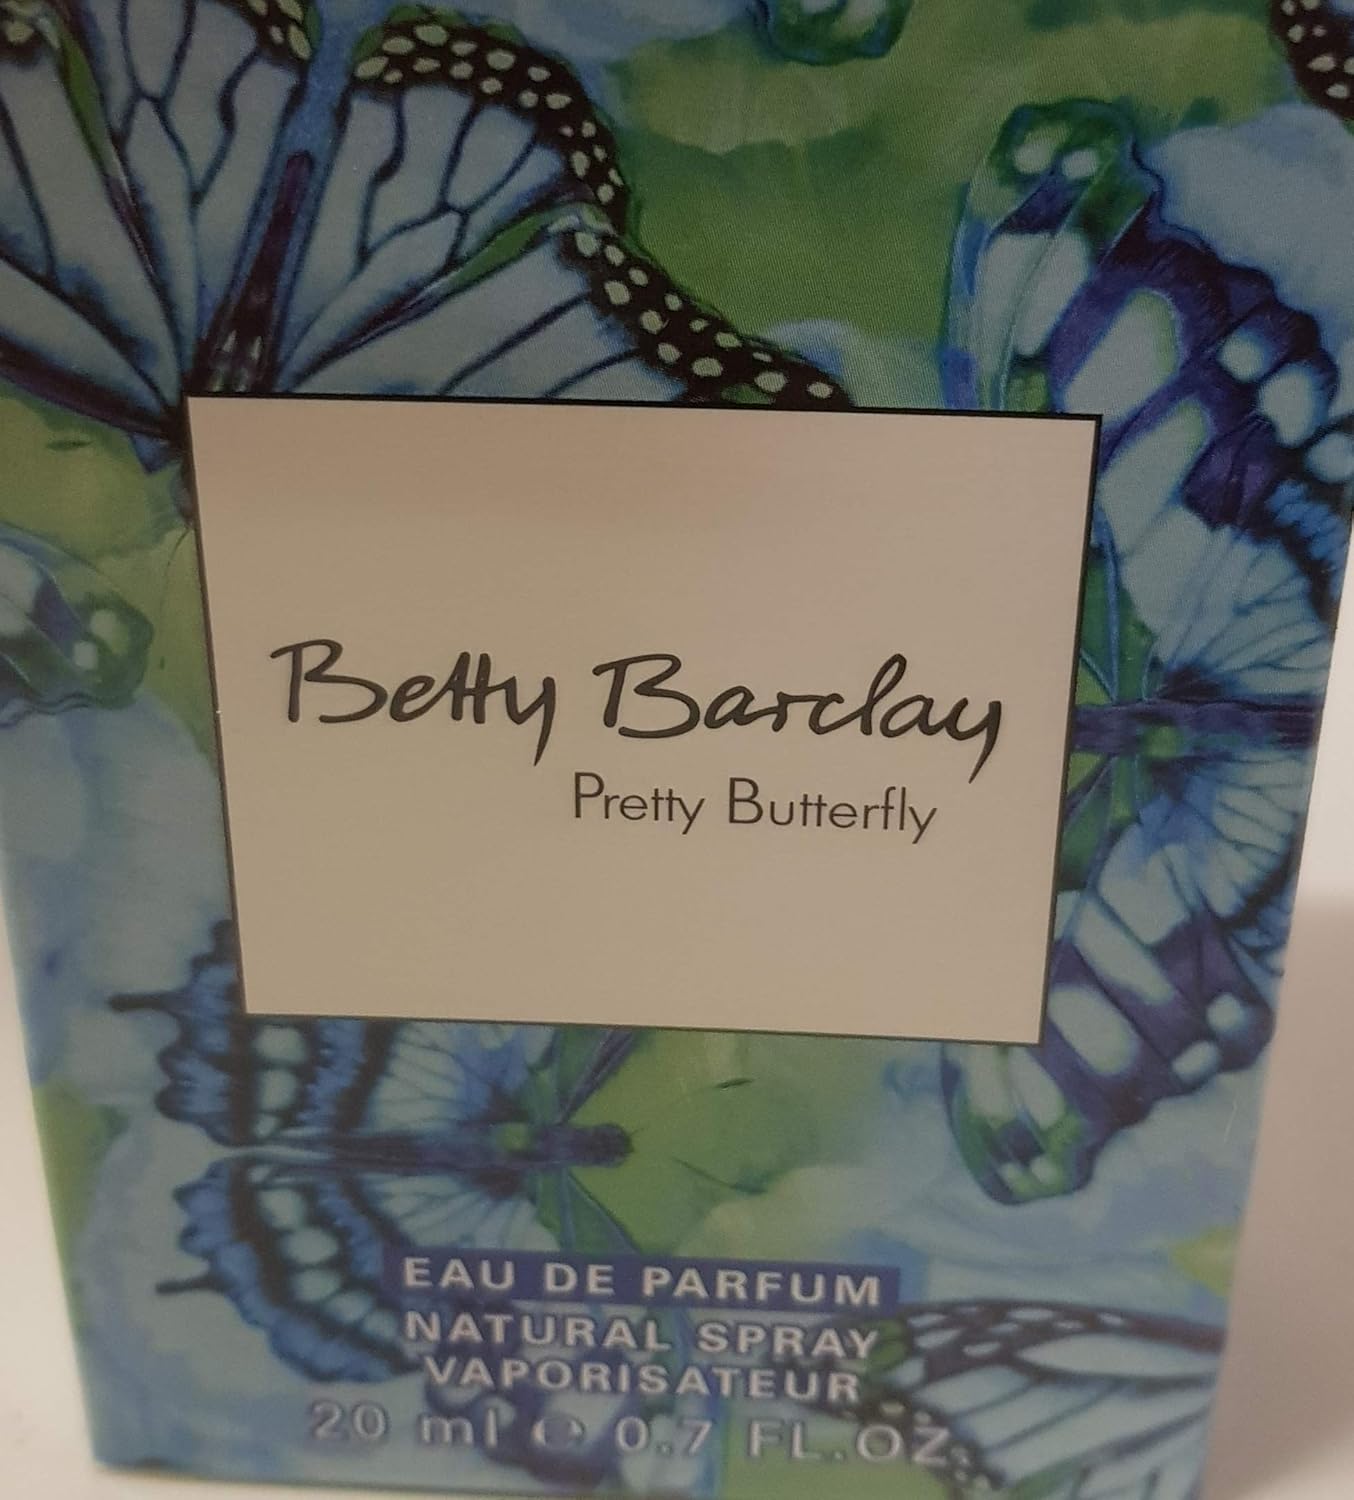 Betty Barclay
Pretty Butterfly
EAU DE PARFUM
NATURAL SPRAY
VAPORISATEUR
20 ml ℮ 0.7 FL.OZ.